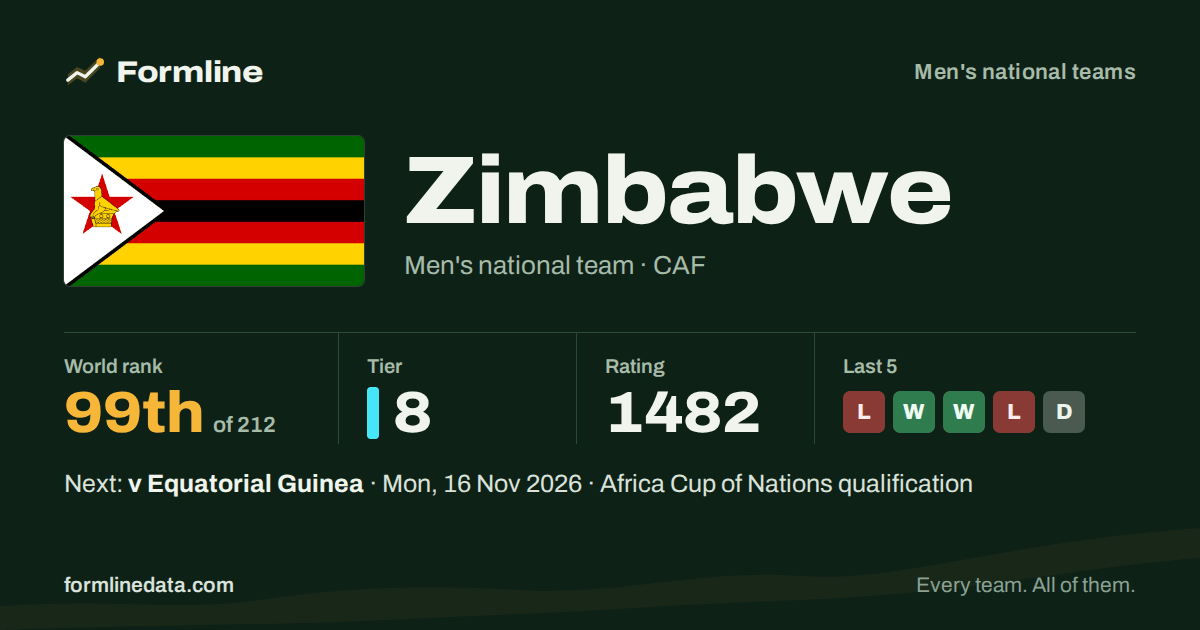 Formline
Men's national teams
Zimbabwe
Men's national team · CAF
World rank
99th of 212
Tier
8
Rating
1482
Last 5
L W W L D
Next: v Equatorial Guinea · Mon, 16 Nov 2026 · Africa Cup of Nations qualification
formlinedata.com
Every team. All of them.